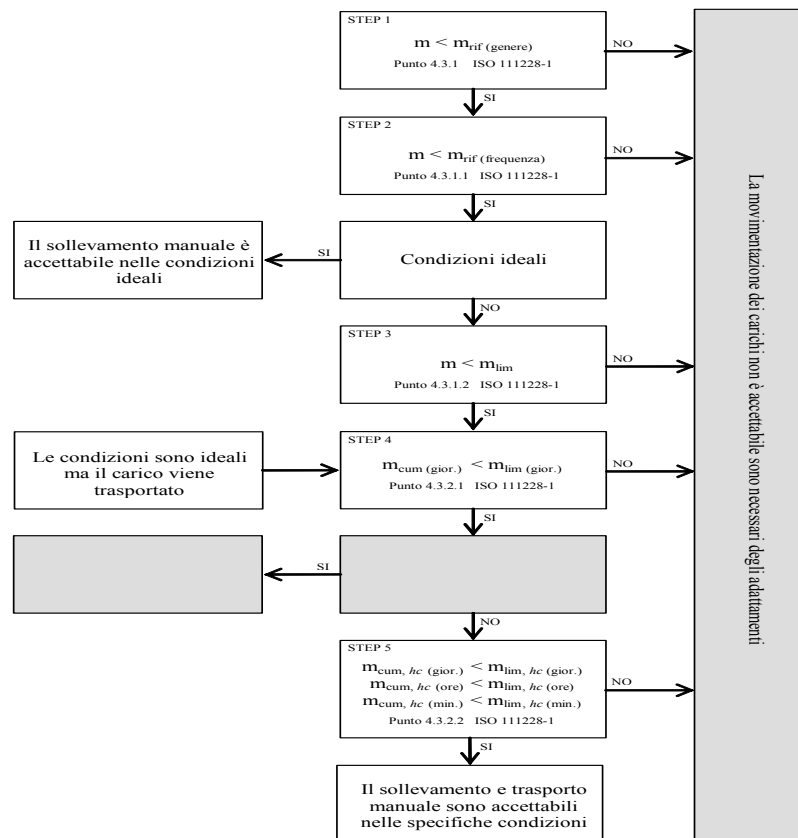 STEP 1
m < mrif (genere)
Punto 4.3.1 ISO 111228-1
NO
SI
STEP 2
m < mrif (frequenza)
Punto 4.3.1.1 ISO 111228-1
NO
SI
Il sollevamento manuale è
accettabile nelle condizioni
ideali
SI
Condizioni ideali
NO
STEP 3
m < mlim
Punto 4.3.1.2 ISO 111228-1
NO
SI
Le condizioni sono ideali
ma il carico viene
trasportato
STEP 4
mcum (gior.) < mlim (gior.)
Punto 4.3.2.1 ISO 111228-1
NO
SI
SI
NO
STEP 5
mcum, hc (gior.) < mlim, hc (gior.)
mcum, hc (ore) < mlim, hc (ore)
mcum, hc (min.) < mlim, hc (min.)
Punto 4.3.2.2 ISO 111228-1
NO
SI
Il sollevamento e trasporto
manuale sono accettabili
nelle specifiche condizioni
La movimentazione dei carichi non è accettabile sono necessari degli adattamenti